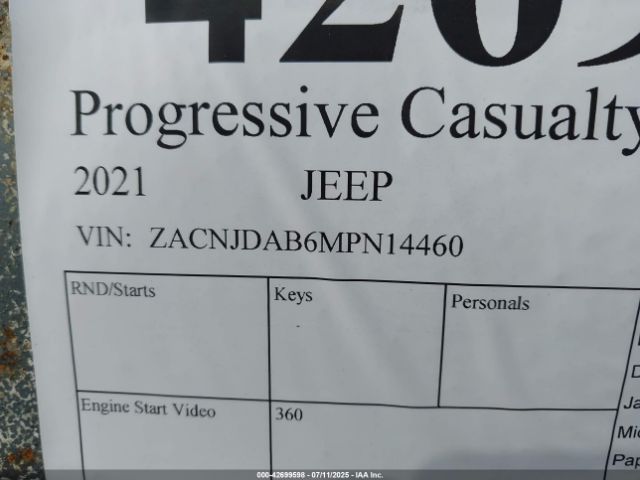 Progressive Casualty
2021 JEEP
VIN: ZACNJDAB6MPN14460
RND/Starts Keys Personals
Engine Start Video 360
000-42699598 - 07/11/2025 - IAA Inc.